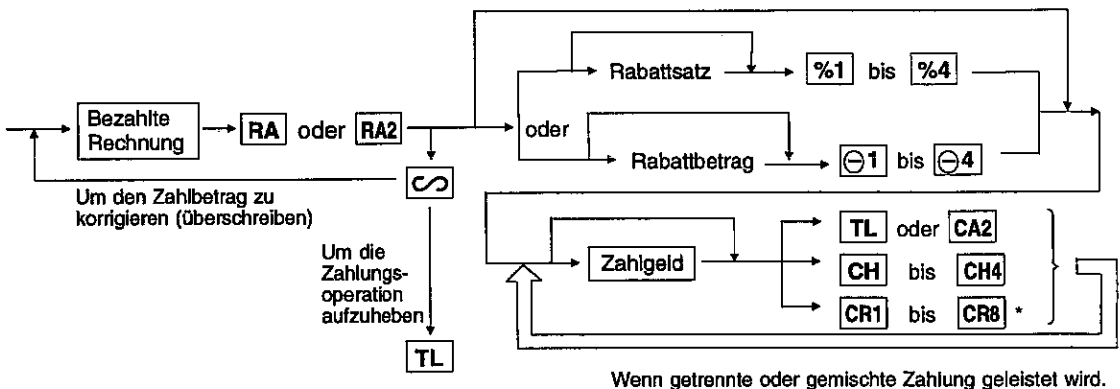 Bezahlte
Rechnung
RA oder RA2
oder
Rabattsatz %1 bis %4
Rabattbetrag ⊖1 bis ⊖4
Um den Zahlbetrag zu
korrigieren (überschreiben)
Um die
Zahlungs-
operation
aufzuheben
TL
Zahlgeld
TL oder CA2
CH bis CH4
CR1 bis CR8 *
Wenn getrennte oder gemischte Zahlung geleistet wird.